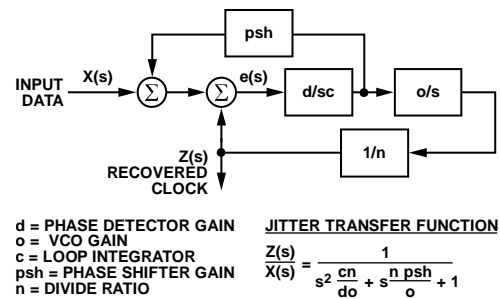 psh
X(s)
INPUT
DATA
Σ
Σ
e(s)
d/sc
o/s
1/n
Z(s)
RECOVERED
CLOCK
d = PHASE DETECTOR GAIN
o = VCO GAIN
c = LOOP INTEGRATOR
psh = PHASE SHIFTER GAIN
n = DIVIDE RATIO
JITTER TRANSFER FUNCTION
Z(s)/X(s) = 1/(s² cn/do + s n psh/o + 1)